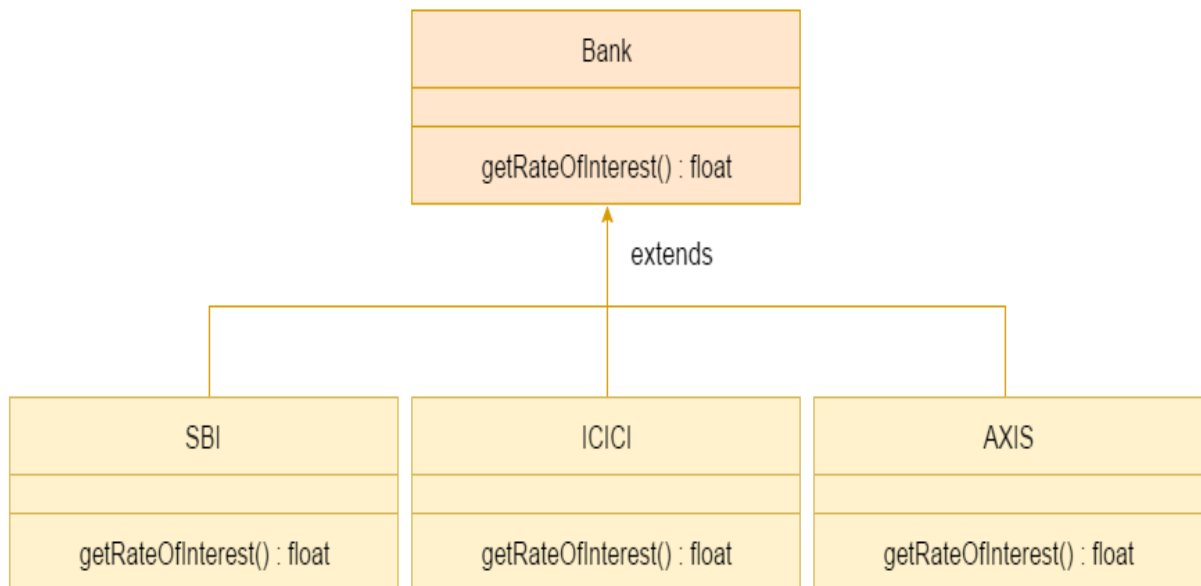 Bank
getRateOfInterest() : float
extends
SBI
ICICI
AXIS
getRateOfInterest() : float
getRateOfInterest() : float
getRateOfInterest() : float